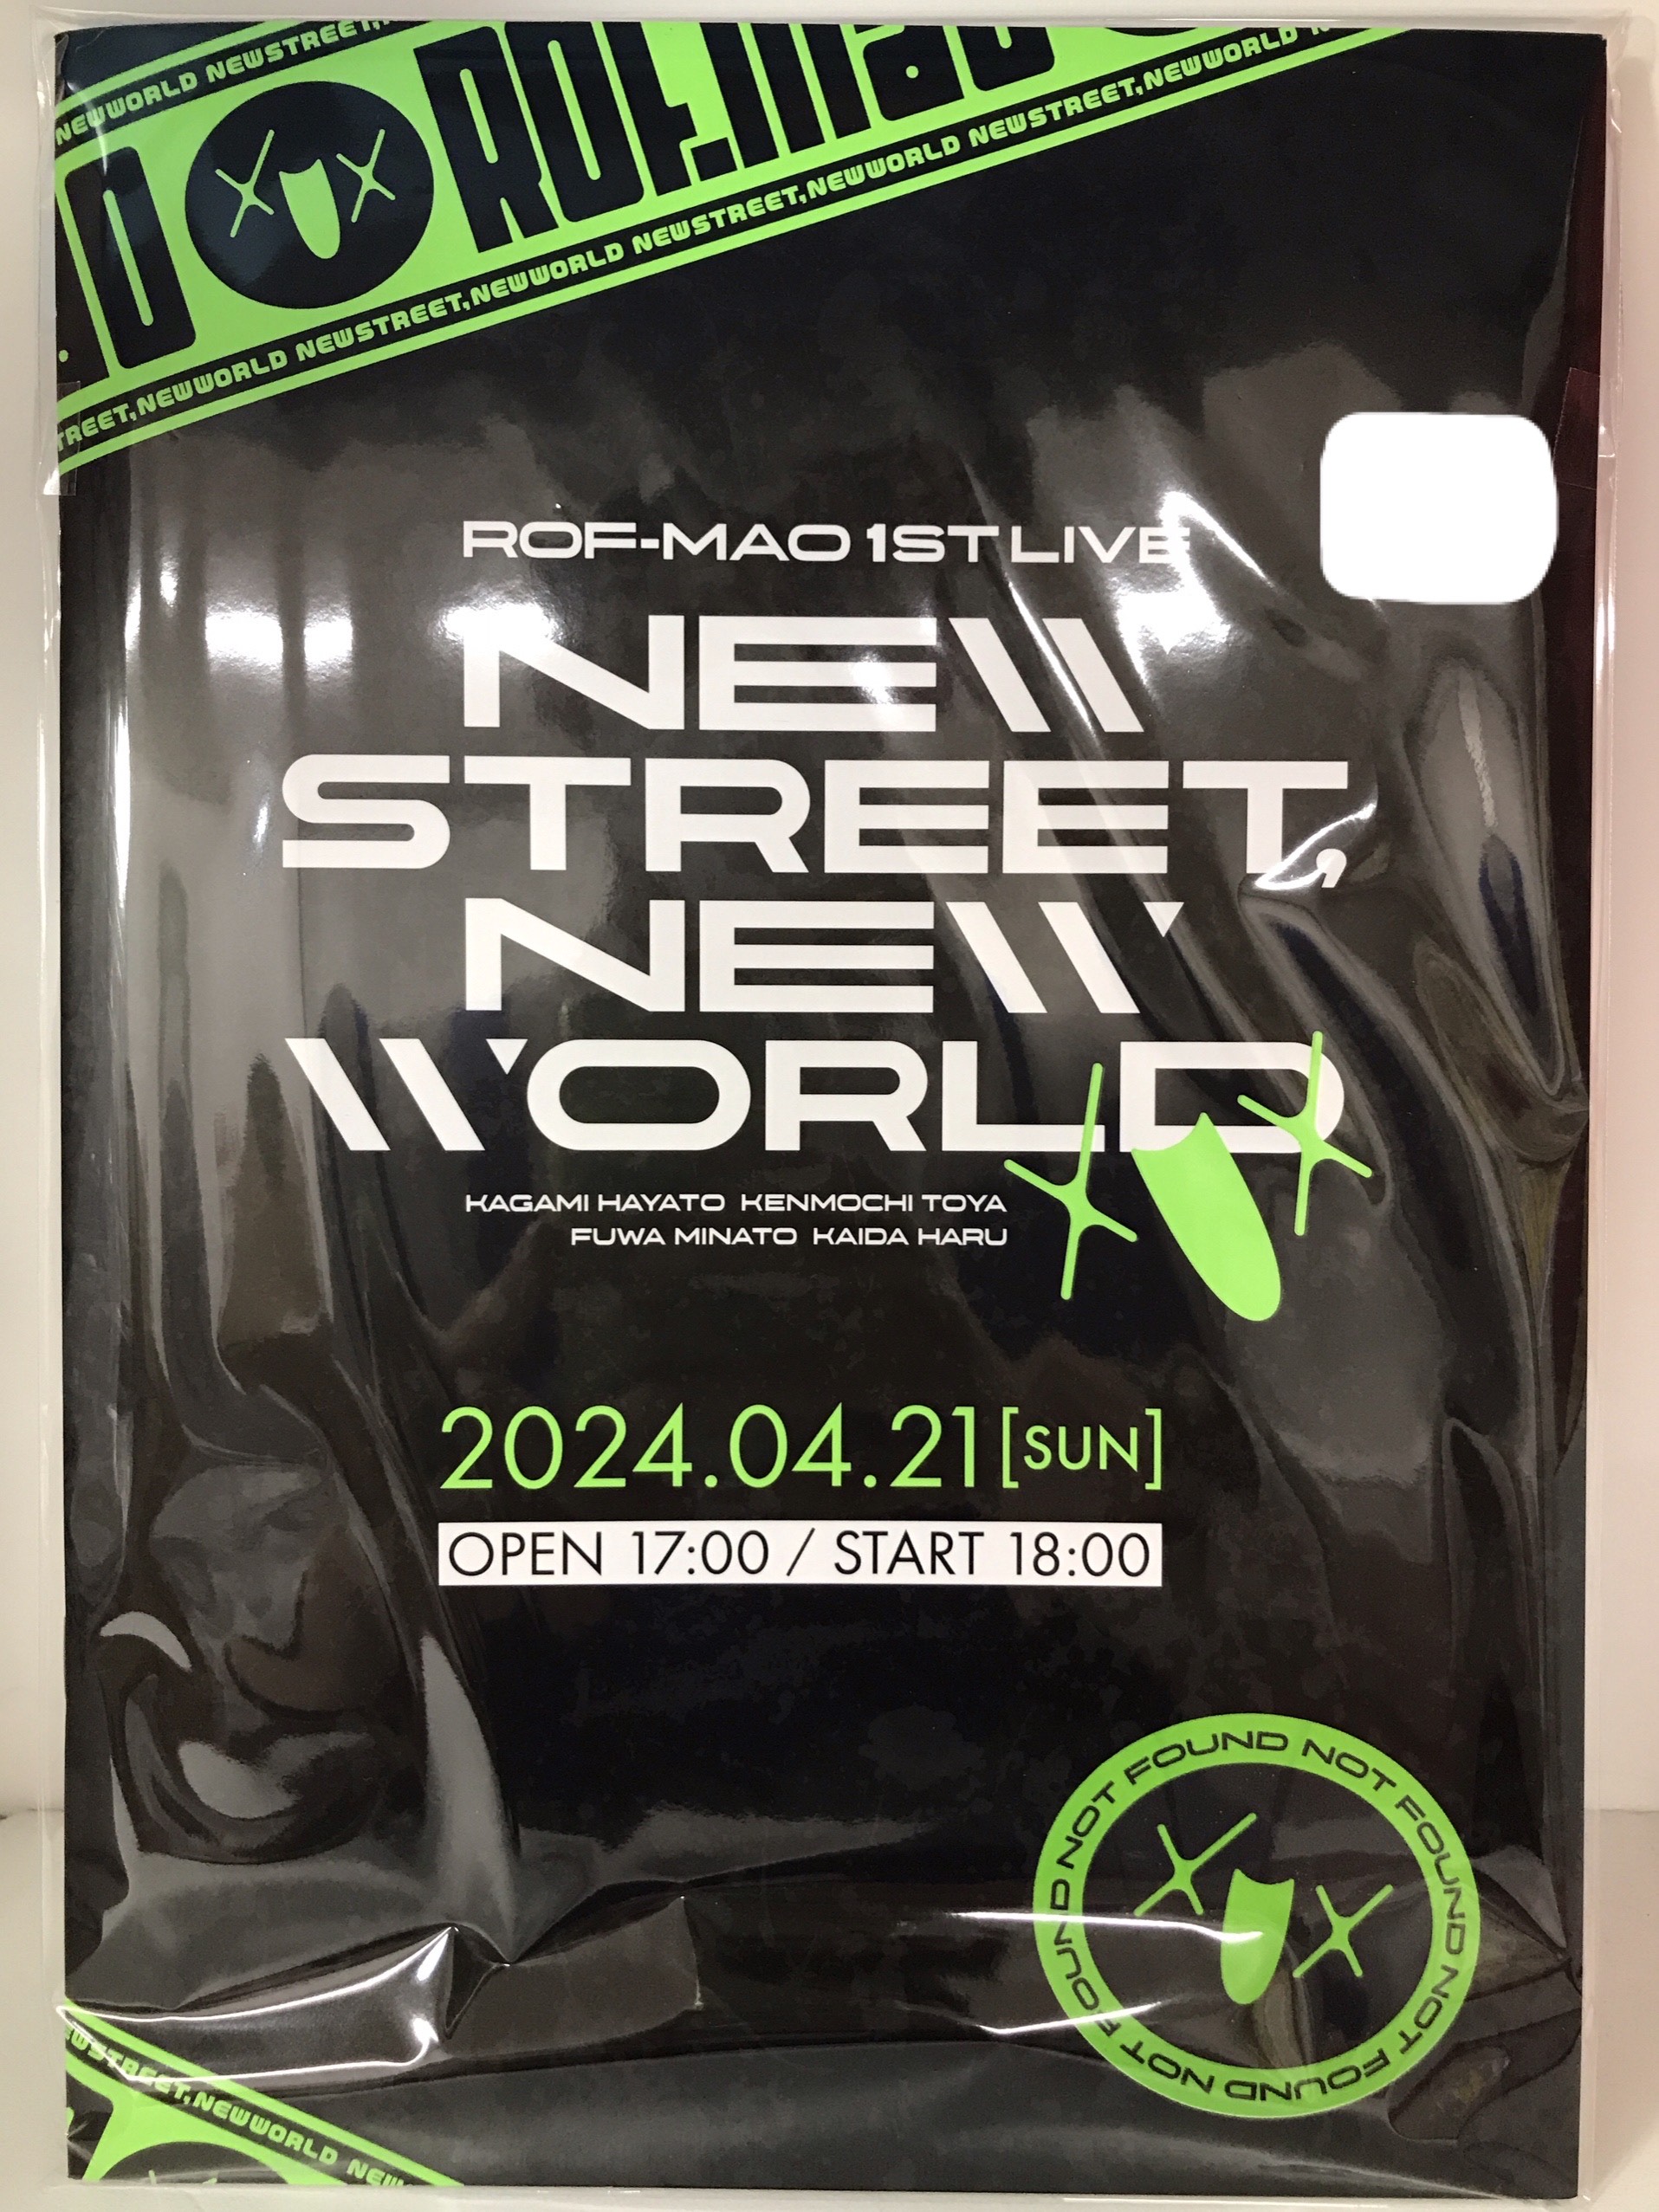 NEWWORLD NEWSTREET,
ROF.MAO
STREET,NEWWORLD NEWSTREET,NEWWORLD NEWSTREET,NEWWORLD NEWSTREET,NEWWORLD
ROF-MAO 1ST LIVE
NEW
STREET,
NEW
WORLD
KAGAMI HAYATO KENMOCHI TOYA
FUWA MINATO KAIDA HARU
2024.04.21[SUN]
OPEN 17:00 / START 18:00
NOT FOUND NOT FOUND NOT FOUND NOT FOUND
NEWSTREET,NEWWORLD NEW